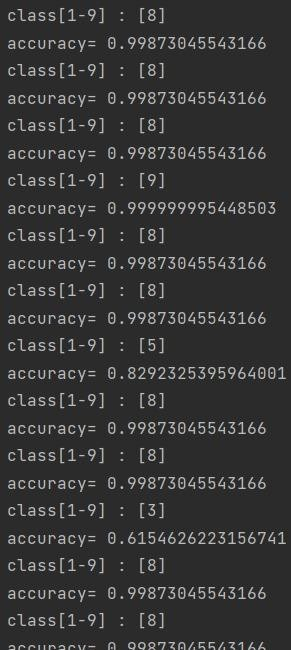 class[1-9] : [8]
accuracy= 0.99873045543166
class[1-9] : [8]
accuracy= 0.99873045543166
class[1-9] : [8]
accuracy= 0.99873045543166
class[1-9] : [9]
accuracy= 0.999999995448503
class[1-9] : [8]
accuracy= 0.99873045543166
class[1-9] : [8]
accuracy= 0.99873045543166
class[1-9] : [5]
accuracy= 0.8292325395964001
class[1-9] : [8]
accuracy= 0.99873045543166
class[1-9] : [8]
accuracy= 0.99873045543166
class[1-9] : [3]
accuracy= 0.6154626223156741
class[1-9] : [8]
accuracy= 0.99873045543166
class[1-9] : [8]
accuracy= 0.99873045543166